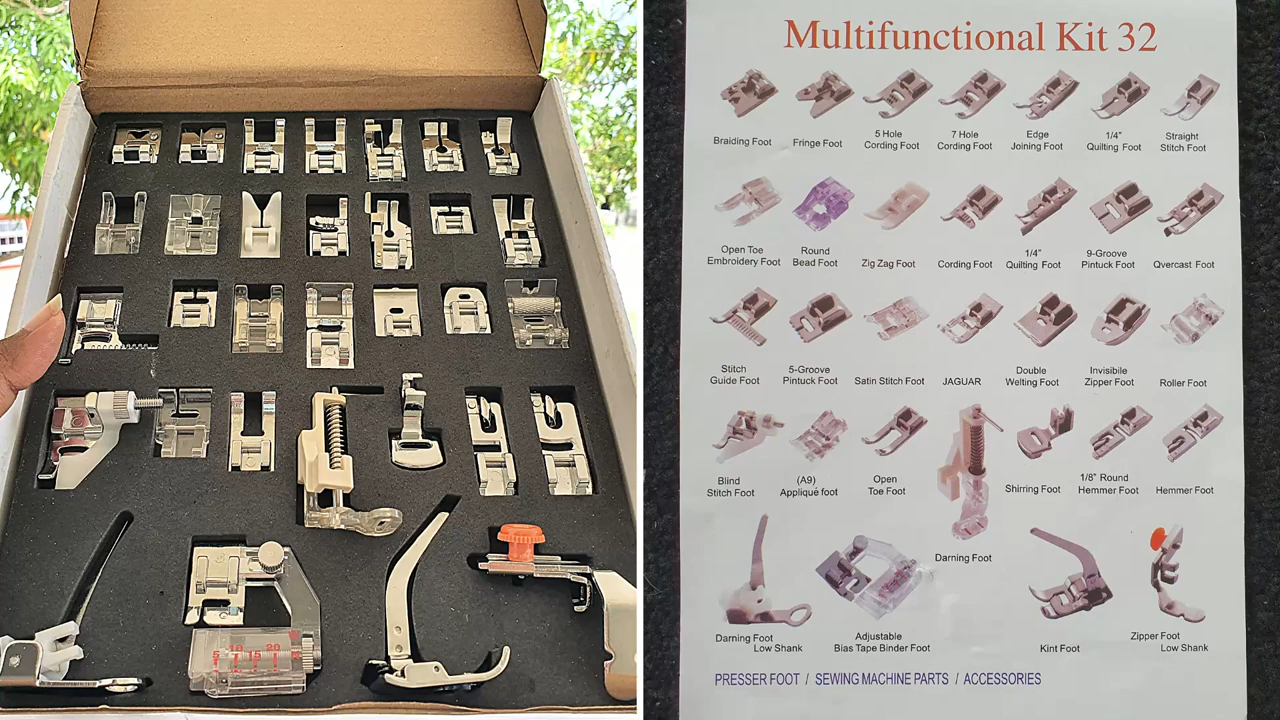 Multifunctional Kit 32
Braiding Foot
Fringe Foot
5 Hole
Cording Foot
7 Hole
Cording Foot
Edge
Joining Foot
1/4"
Quilting Foot
Straight
Stitch Foot
Open Toe
Embroidery Foot
Round
Bead Foot
Zig Zag Foot
Cording Foot
1/4"
Quilting Foot
9-Groove
Pintuck Foot
Qvercast Foot
Stitch
Guide Foot
5-Groove
Pintuck Foot
Satin Stitch Foot
JAGUAR
Double
Welting Foot
Invisibile
Zipper Foot
Roller Foot
Blind
Stitch Foot
(A9)
Appliqué foot
Open
Toe Foot
Darning Foot
Shirring Foot
1/8" Round
Hemmer Foot
Hemmer Foot
Darning Foot
Low Shank
Adjustable
Bias Tape Binder Foot
Kint Foot
Zipper Foot
Low Shank
PRESSER FOOT / SEWING MACHINE PARTS / ACCESSORIES
5 10 15 20